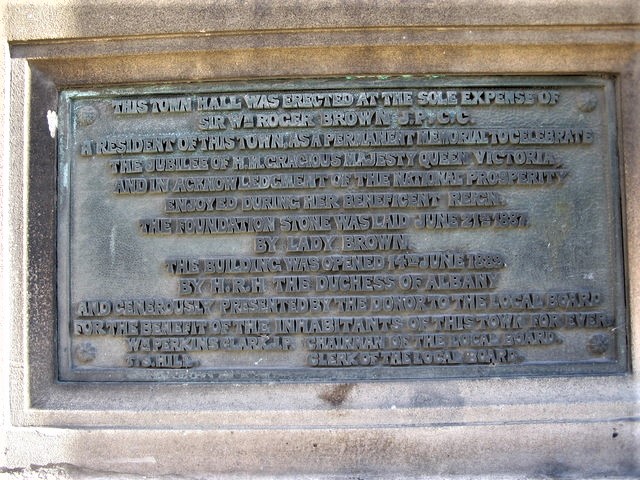 THIS TOWN HALL WAS ERECTED AT THE SOLE EXPENSE OF
SIR WM ROGER BROWN J.P. C.C.
A RESIDENT OF THIS TOWN, AS A PERMANENT MEMORIAL TO CELEBRATE
THE JUBILEE OF H.M. GRACIOUS MAJESTY QUEEN VICTORIA,
AND IN ACKNOWLEDGMENT OF THE NATIONAL PROSPERITY
ENJOYED DURING HER BENEFICENT REIGN.
THE FOUNDATION STONE WAS LAID JUNE 21ST 1887,
BY LADY BROWN.
THE BUILDING WAS OPENED 14TH JUNE 1889,
BY H.R.H. THE DUCHESS OF ALBANY
AND GENEROUSLY PRESENTED BY THE DONOR TO THE LOCAL BOARD
FOR THE BENEFIT OF THE INHABITANTS OF THIS TOWN FOR EVER.
WM PERKINS CLARK J.P. CHAIRMAN OF THE LOCAL BOARD.
HILL CLERK OF THE LOCAL BOARD.